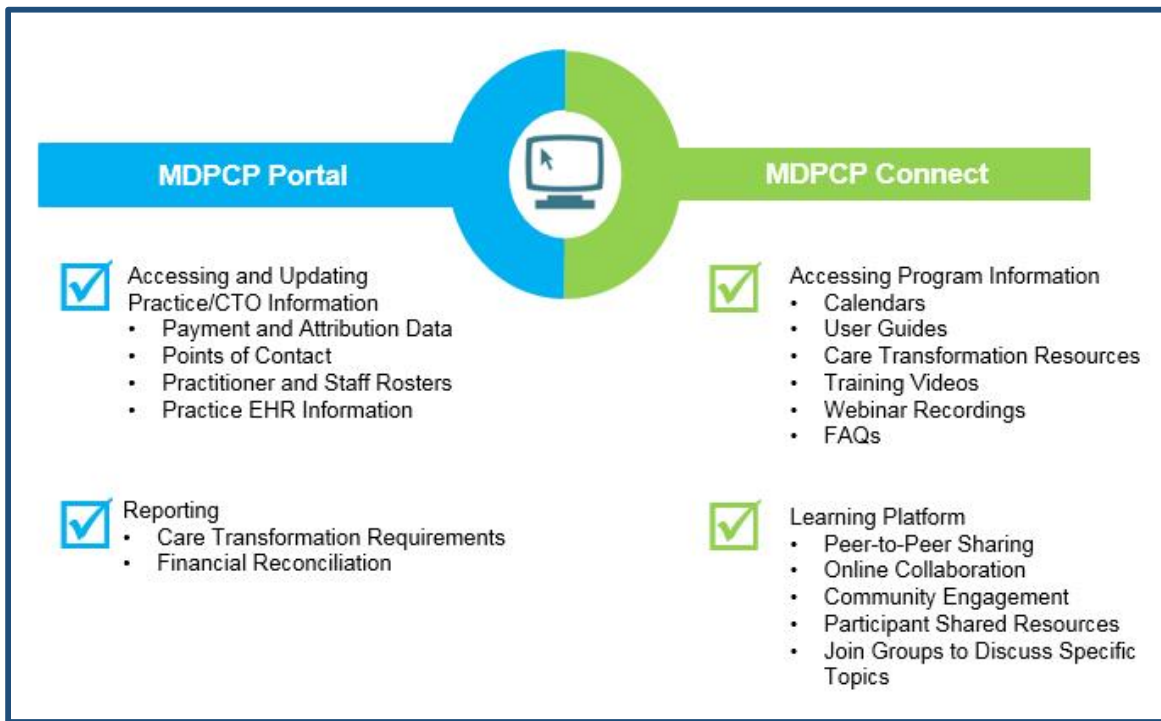 MDPCP Portal
Accessing and Updating
Practice/CTO Information
• Payment and Attribution Data
• Points of Contact
• Practitioner and Staff Rosters
• Practice EHR Information
Reporting
• Care Transformation Requirements
• Financial Reconciliation
MDPCP Connect
Accessing Program Information
• Calendars
• User Guides
• Care Transformation Resources
• Training Videos
• Webinar Recordings
• FAQs
Learning Platform
• Peer-to-Peer Sharing
• Online Collaboration
• Community Engagement
• Participant Shared Resources
• Join Groups to Discuss Specific
Topics